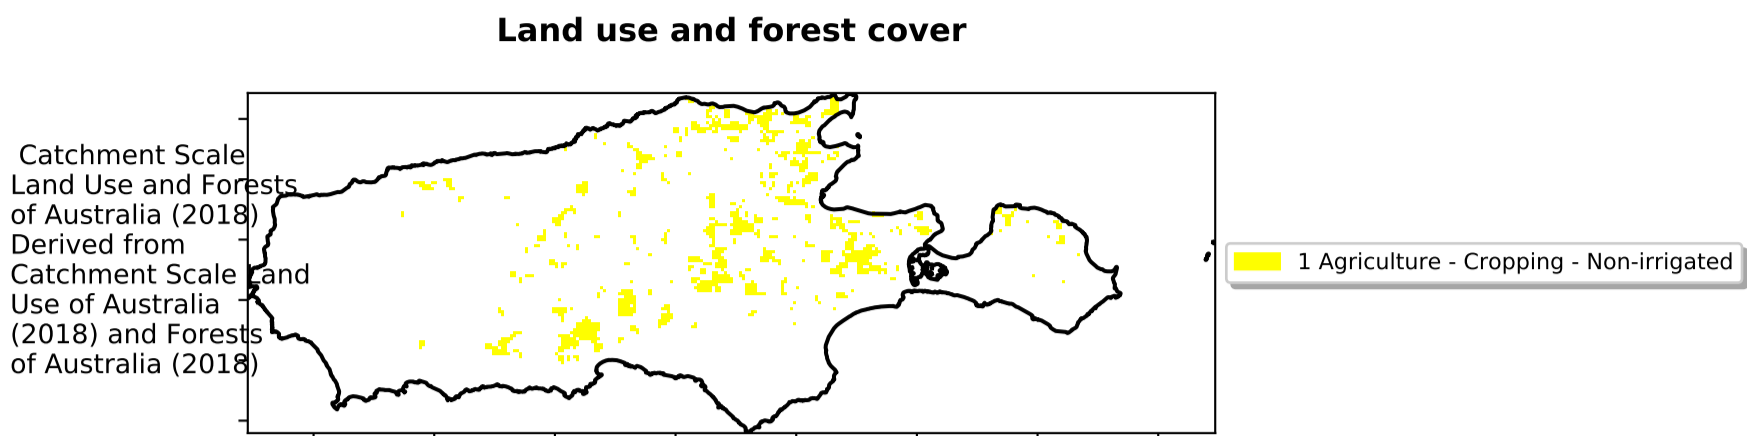 Land use and forest cover
Catchment Scale
Land Use and Forests
of Australia (2018)
Derived from
Catchment Scale Land
Use of Australia
(2018) and Forests
of Australia (2018)
1 Agriculture - Cropping - Non-irrigated